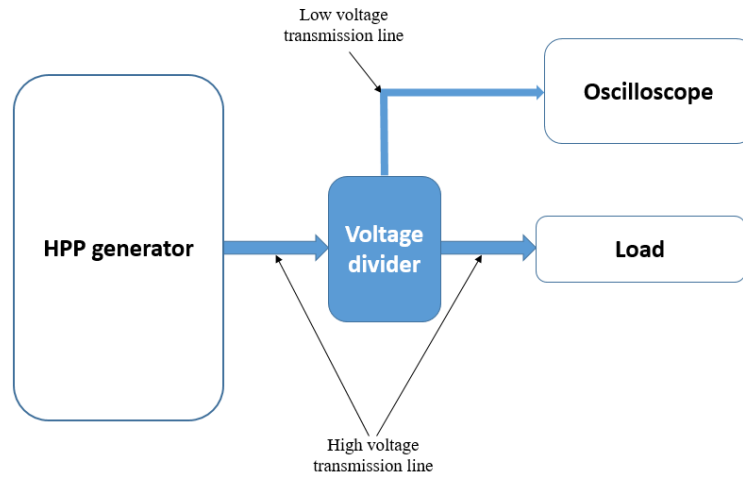 Low voltage
transmission line
Oscilloscope
HPP generator
Voltage
divider
Load
High voltage
transmission line